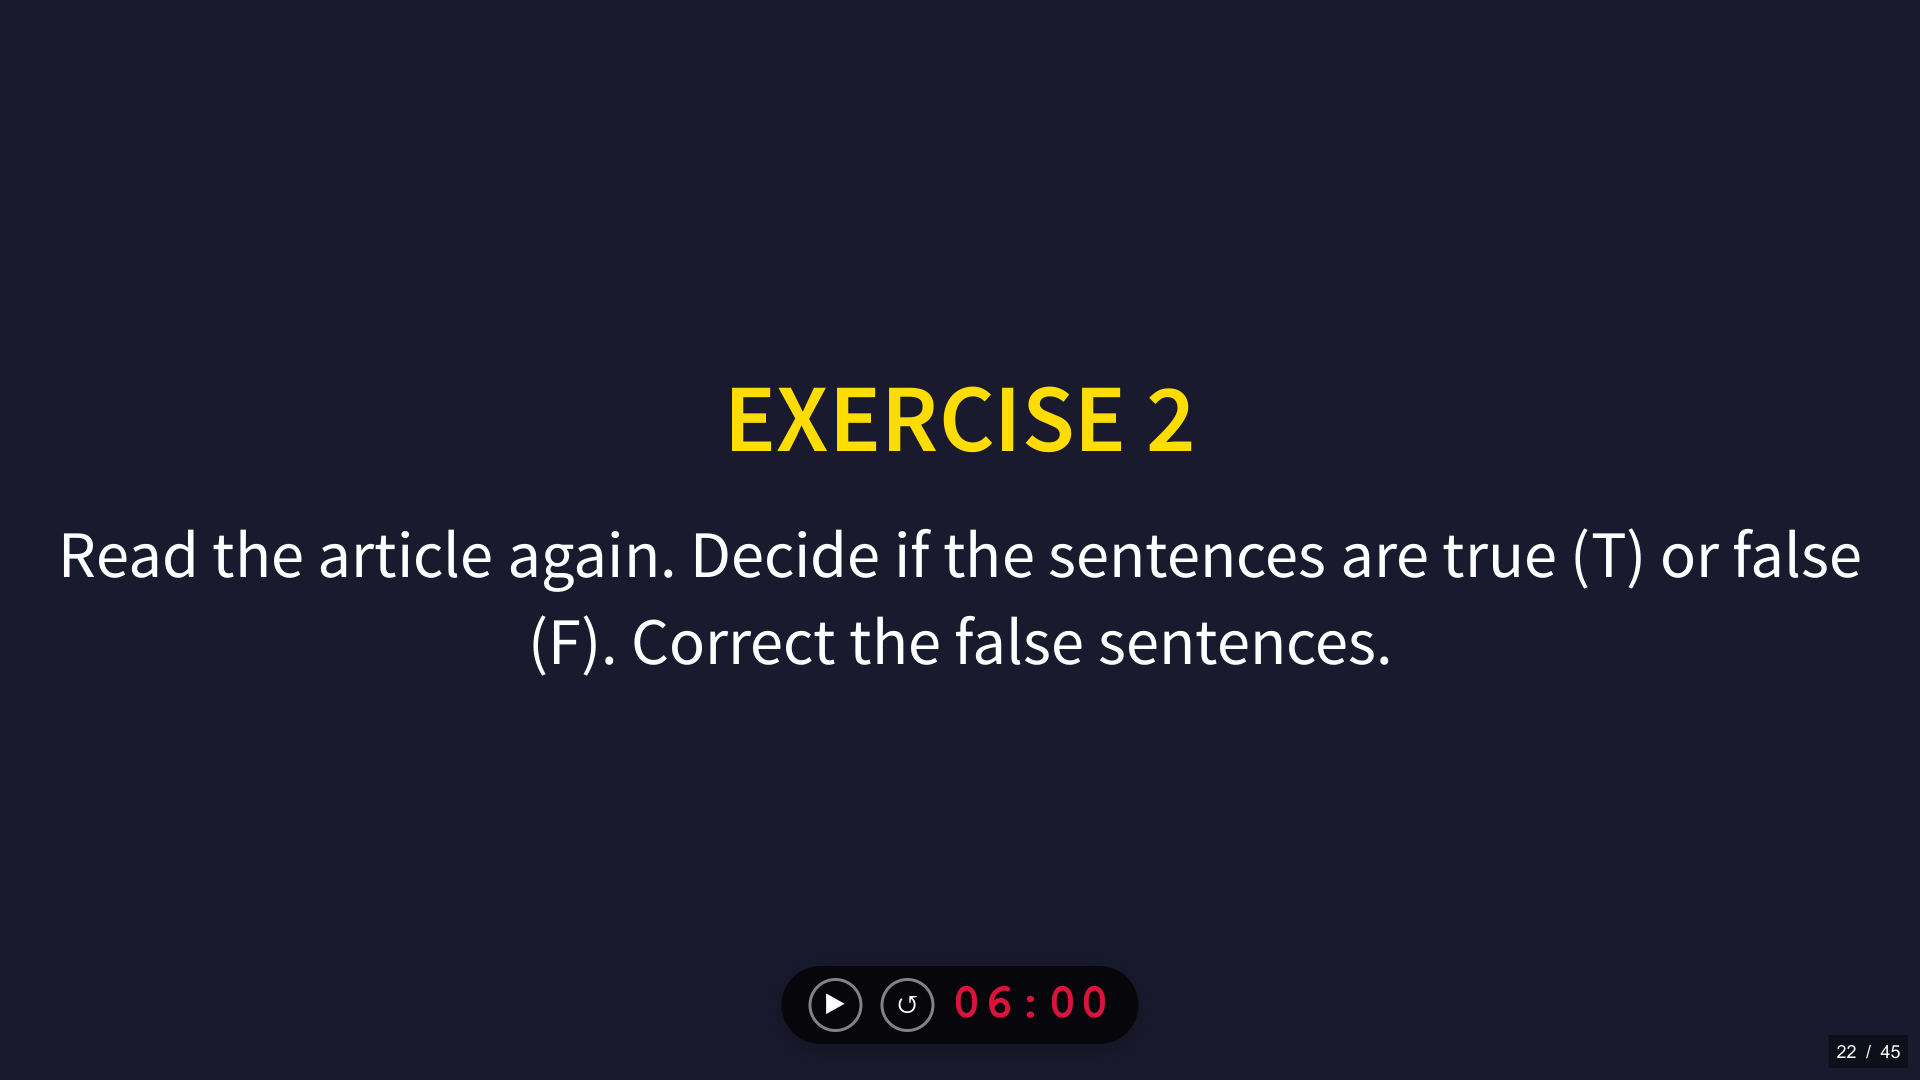 EXERCISE 2
Read the article again. Decide if the sentences are true (T) or false
(F). Correct the false sentences.
06:00
22 / 45